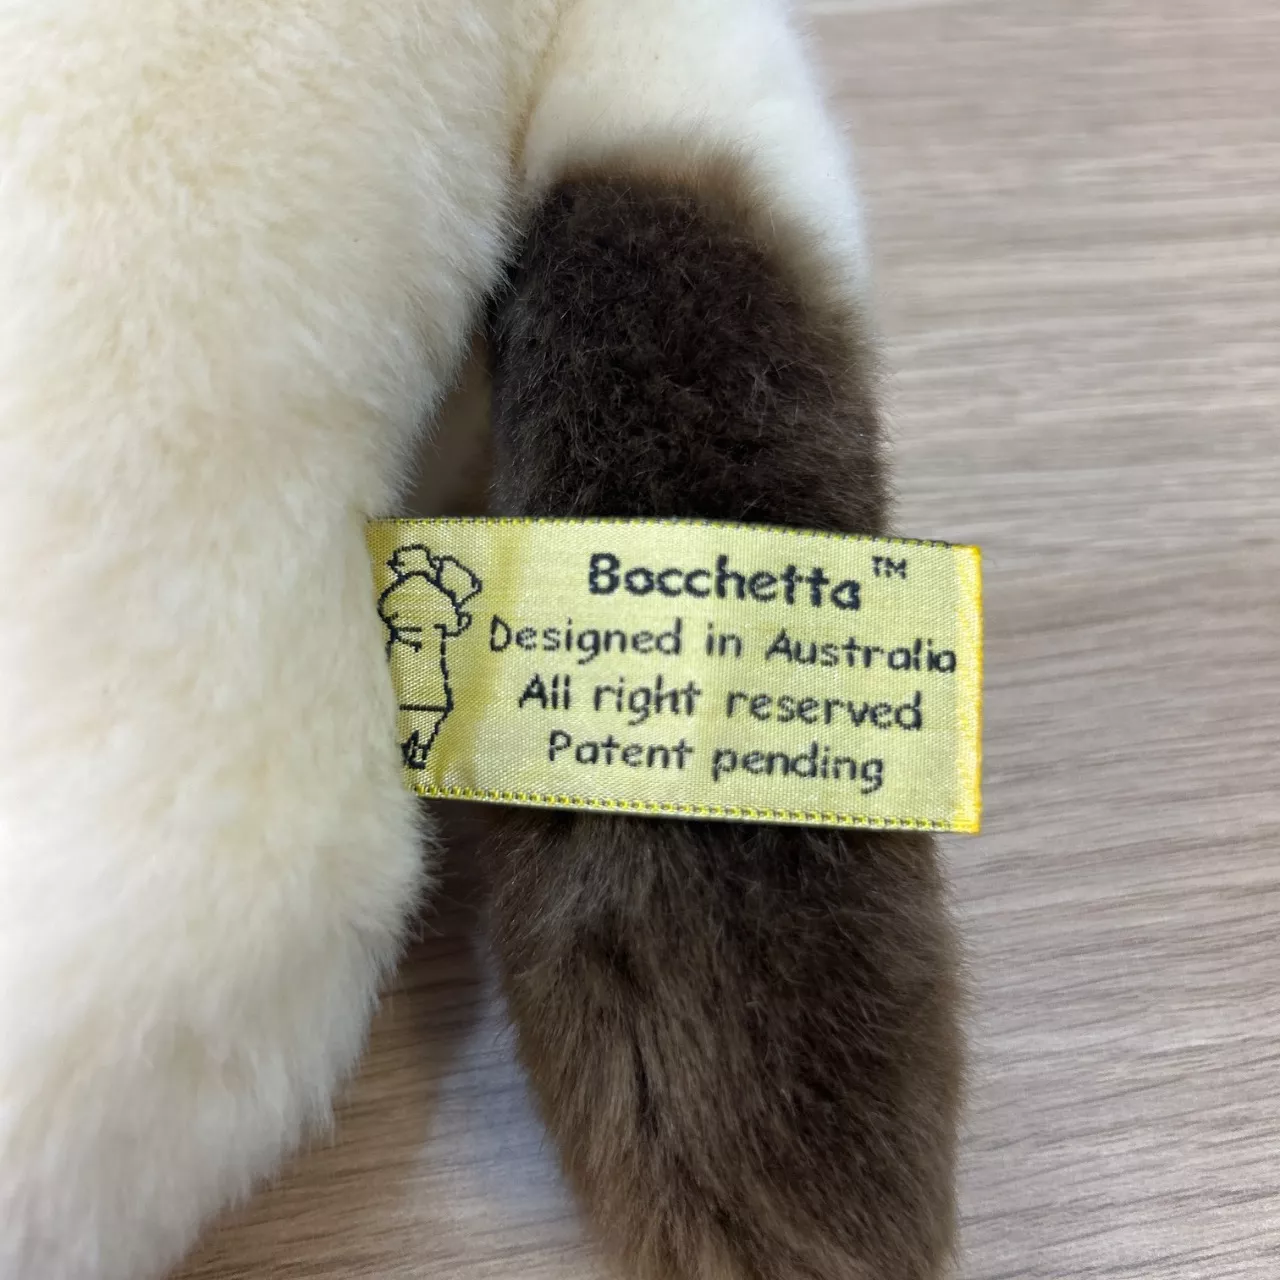 Bocchetta™
Designed in Australia
All right reserved
Patent pending